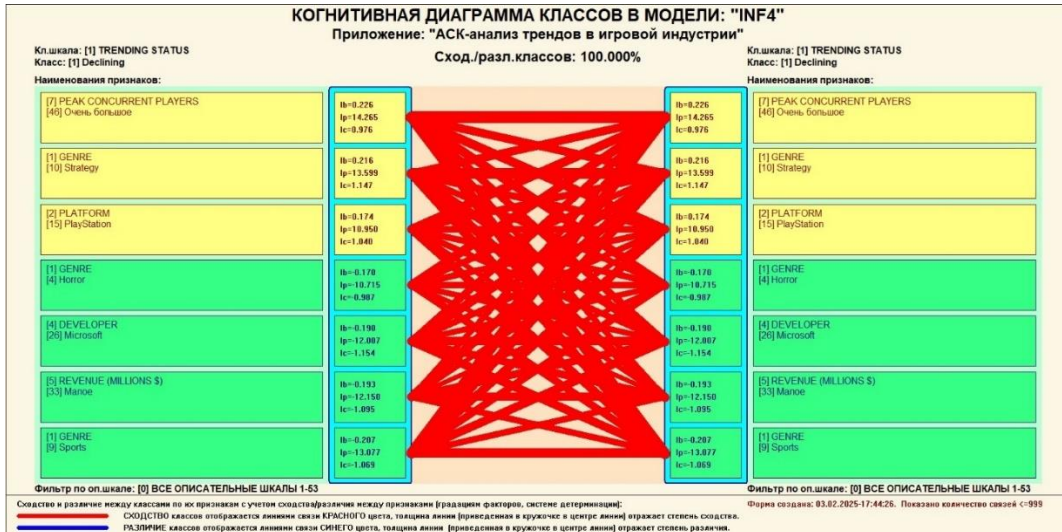 КОГНИТИВНАЯ ДИАГРАММА КЛАССОВ В МОДЕЛИ: "INF4"
Приложение: "АСК-анализ трендов в игровой индустрии"
Сход./разл.классов: 100.000%
Кл.шкала: [1] TRENDING STATUS
Класс: [1] Declining
Наименования признаков:
[7] PEAK CONCURRENT PLAYERS
[46] Очень большое
[1] GENRE
[10] Strategy
[2] PLATFORM
[15] PlayStation
[1] GENRE
[4] Horror
[4] DEVELOPER
[26] Microsoft
[5] REVENUE (MILLIONS $)
[33] Малое
[1] GENRE
[9] Sports
Ib=0.226
Ip=14.265
Ic=0.976
Ib=0.216
Ip=13.599
Ic=1.147
Ib=0.174
Ip=10.950
Ic=1.040
Ib=-0.170
Ip=-10.715
Ic=-0.987
Ib=-0.190
Ip=-12.007
Ic=-1.154
Ib=-0.193
Ip=-12.150
Ic=-1.095
Ib=-0.207
Ip=-13.077
Ic=-1.069
Ib=0.226
Ip=14.265
Ic=0.976
Ib=0.216
Ip=13.599
Ic=1.147
Ib=0.174
Ip=10.950
Ic=1.040
Ib=-0.170
Ip=-10.715
Ic=-0.987
Ib=-0.190
Ip=-12.007
Ic=-1.154
Ib=-0.193
Ip=-12.150
Ic=-1.095
Ib=-0.207
Ip=-13.077
Ic=-1.069
Кл.шкала: [1] TRENDING STATUS
Класс: [1] Declining
Наименования признаков:
[7] PEAK CONCURRENT PLAYERS
[46] Очень большое
[1] GENRE
[10] Strategy
[2] PLATFORM
[15] PlayStation
[1] GENRE
[4] Horror
[4] DEVELOPER
[26] Microsoft
[5] REVENUE (MILLIONS $)
[33] Малое
[1] GENRE
[9] Sports
Фильтр по оп.шкале: [0] ВСЕ ОПИСАТЕЛЬНЫЕ ШКАЛЫ 1-53
Фильтр по оп.шкале: [0] ВСЕ ОПИСАТЕЛЬНЫЕ ШКАЛЫ 1-53
Сходство и различие между классами по их признакам с учетом сходства/различия между признаками (градациям факторов, системе детерминации):
Форма создана: 03.02.2025-17:44:26. Показано количество связей <=999
СХОДСТВО классов отображается линиями связи КРАСНОГО цвета, толщина линии (приведенная в кружочке в центре линии) отражает степень сходства.
РАЗЛИЧИЕ классов отображается линиями связи СИНЕГО цвета, толщина линии (приведенная в кружочке в центре линии) отражает степень различия.